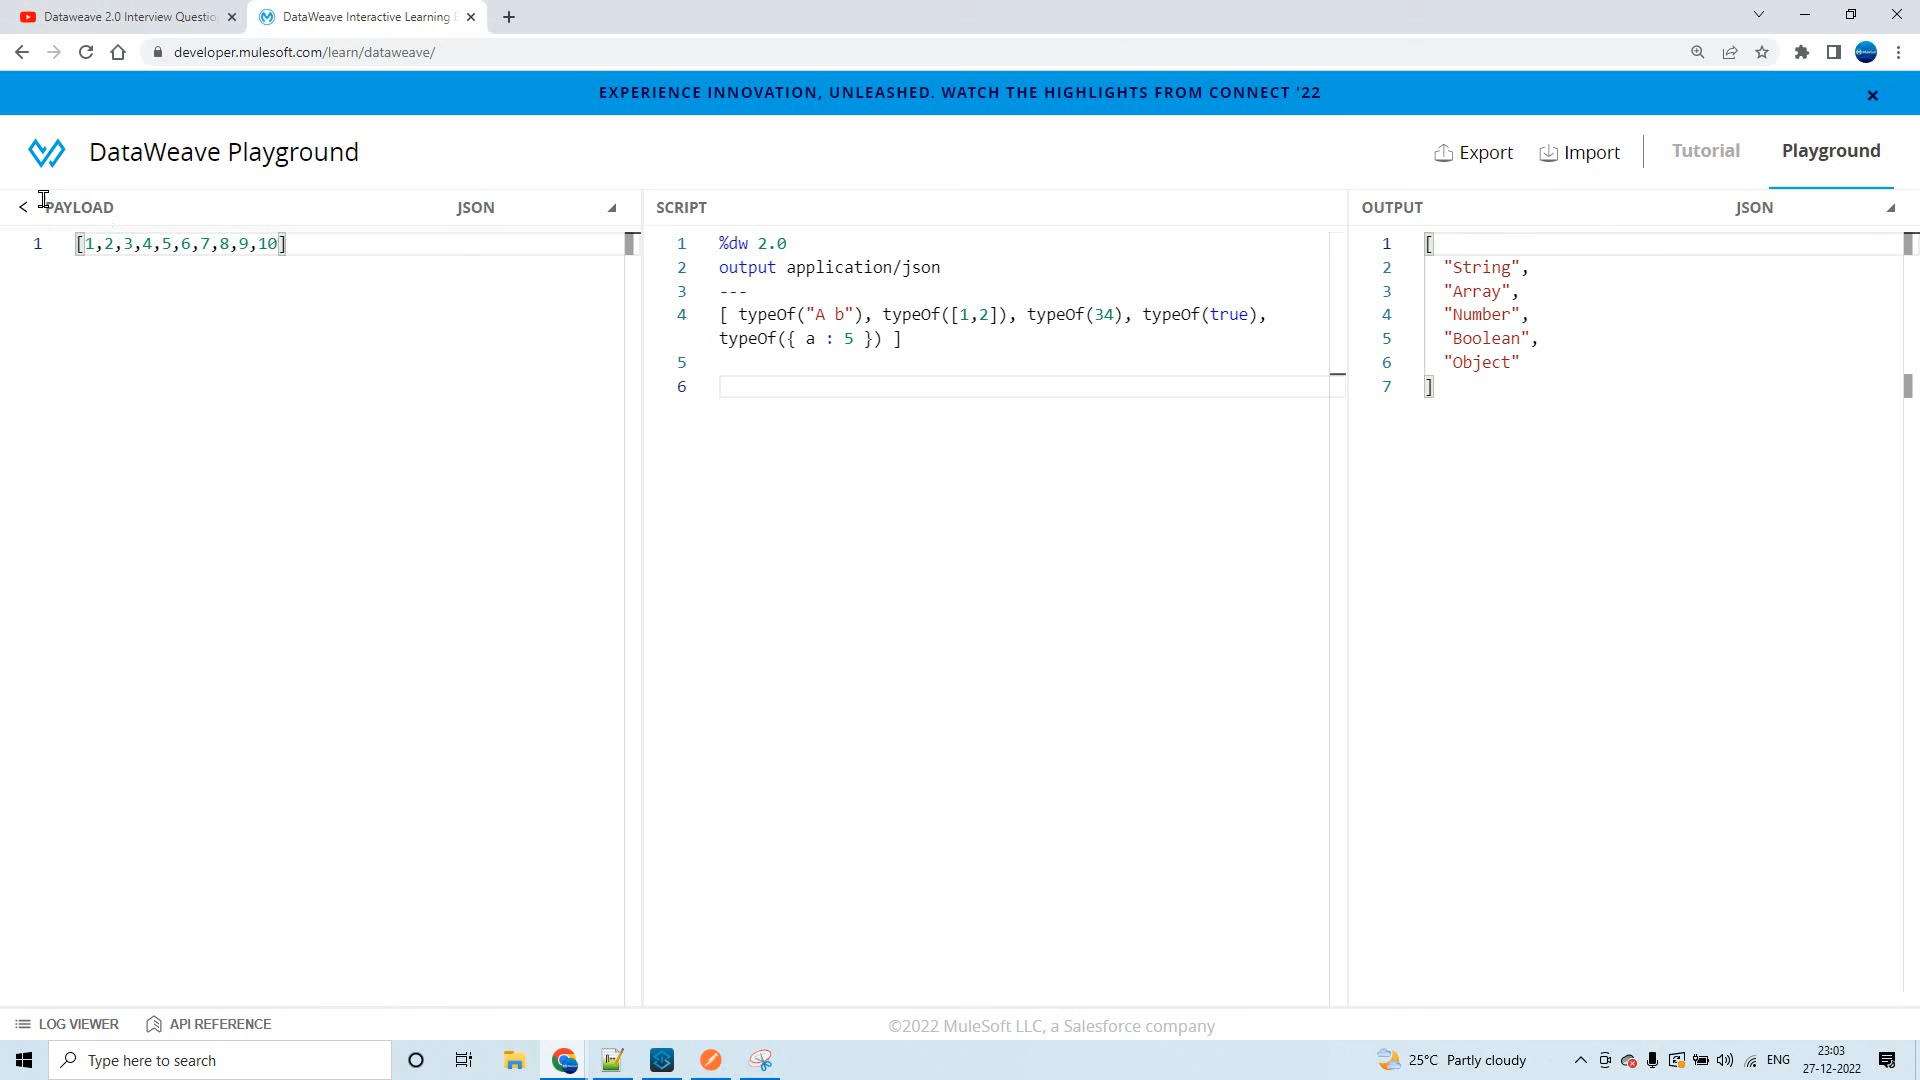 Dataweave 2.0 Interview Questio
DataWeave Interactive Learning
developer.mulesoft.com/learn/dataweave/
EXPERIENCE INNOVATION, UNLEASHED. WATCH THE HIGHLIGHTS FROM CONNECT '22
DataWeave Playground
Export
Import
Tutorial
Playground
PAYLOAD
JSON
SCRIPT
OUTPUT
JSON
1 [1,2,3,4,5,6,7,8,9,10]
1 %dw 2.0
2 output application/json
3 ---
4 [ typeOf("A b"), typeOf([1,2]), typeOf(34), typeOf(true),
typeOf({ a : 5 }) ]
5
6
1 [
2 "String",
3 "Array",
4 "Number",
5 "Boolean",
6 "Object"
7 ]
LOG VIEWER
API REFERENCE
©2022 MuleSoft LLC, a Salesforce company
Type here to search
25°C Partly cloudy
ENG
23:03
27-12-2022